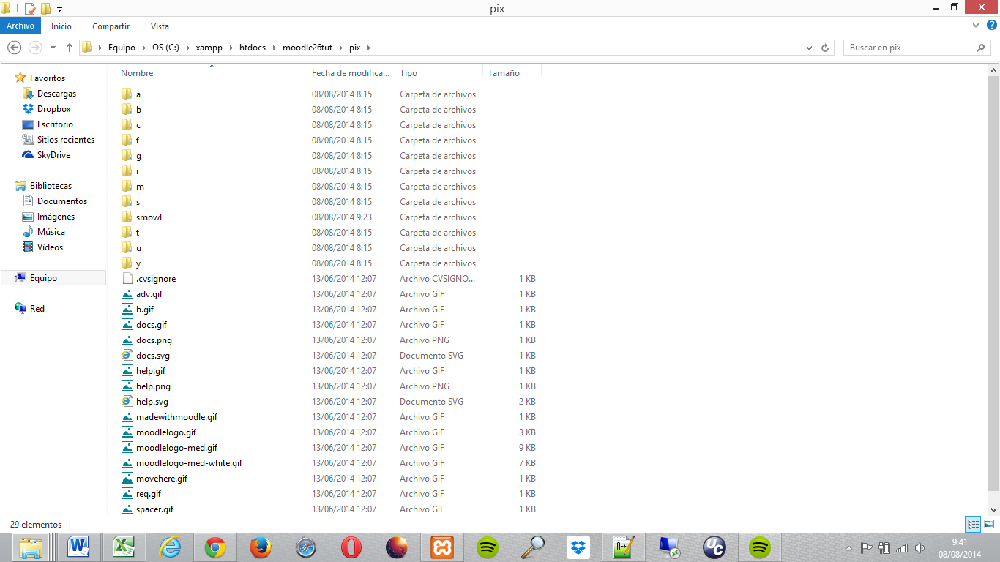 pix
Archivo Inicio Compartir Vista
Equipo OS (C:) xampp htdocs moodle26tut pix Buscar en pix
Nombre Fecha de modifica... Tipo Tamaño
Favoritos
Descargas
Dropbox
Escritorio
Sitios recientes
SkyDrive
Bibliotecas
Documentos
Imágenes
Música
Vídeos
Equipo
Red
a 08/08/2014 8:15 Carpeta de archivos
b 08/08/2014 8:15 Carpeta de archivos
c 08/08/2014 8:15 Carpeta de archivos
f 08/08/2014 8:15 Carpeta de archivos
g 08/08/2014 8:15 Carpeta de archivos
i 08/08/2014 8:15 Carpeta de archivos
m 08/08/2014 8:15 Carpeta de archivos
s 08/08/2014 8:15 Carpeta de archivos
smowl 08/08/2014 9:23 Carpeta de archivos
t 08/08/2014 8:15 Carpeta de archivos
u 08/08/2014 8:15 Carpeta de archivos
y 08/08/2014 8:15 Carpeta de archivos
.cvsignore 13/06/2014 12:07 Archivo CVSIGNO... 1 KB
adv.gif 13/06/2014 12:07 Archivo GIF 1 KB
b.gif 13/06/2014 12:07 Archivo GIF 1 KB
docs.gif 13/06/2014 12:07 Archivo GIF 1 KB
docs.png 13/06/2014 12:07 Archivo PNG 1 KB
docs.svg 13/06/2014 12:07 Documento SVG 1 KB
help.gif 13/06/2014 12:07 Archivo GIF 1 KB
help.png 13/06/2014 12:07 Archivo PNG 1 KB
help.svg 13/06/2014 12:07 Documento SVG 2 KB
madewithmoodle.gif 13/06/2014 12:07 Archivo GIF 1 KB
moodlelogo.gif 13/06/2014 12:07 Archivo GIF 3 KB
moodlelogo-med.gif 13/06/2014 12:07 Archivo GIF 9 KB
moodlelogo-med-white.gif 13/06/2014 12:07 Archivo GIF 7 KB
movehere.gif 13/06/2014 12:07 Archivo GIF 1 KB
req.gif 13/06/2014 12:07 Archivo GIF 1 KB
spacer.gif 13/06/2014 12:07 Archivo GIF 1 KB
29 elementos
9:41
08/08/2014